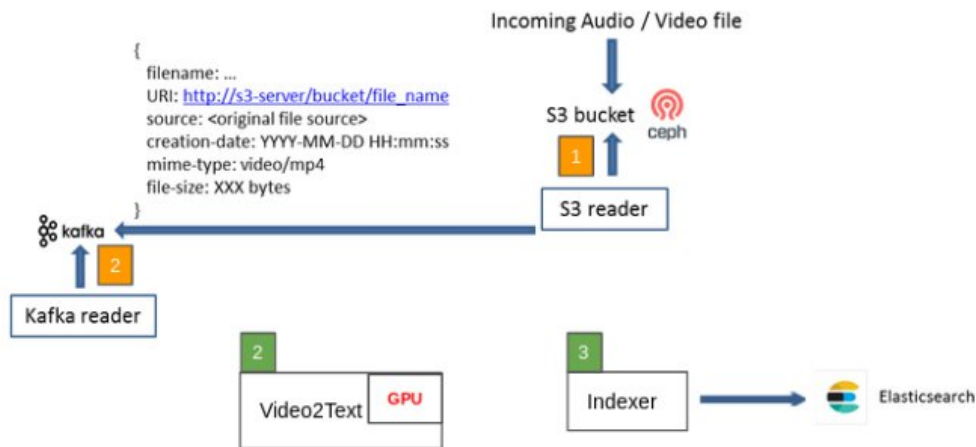 Incoming Audio / Video file
{
filename: ...
URI: http://s3-server/bucket/file_name
source: <original file source>
creation-date: YYYY-MM-DD HH:mm:ss
mime-type: video/mp4
file-size: XXX bytes
}
S3 bucket
ceph
1
S3 reader
kafka
2
Kafka reader
2
Video2Text
GPU
3
Indexer
Elasticsearch